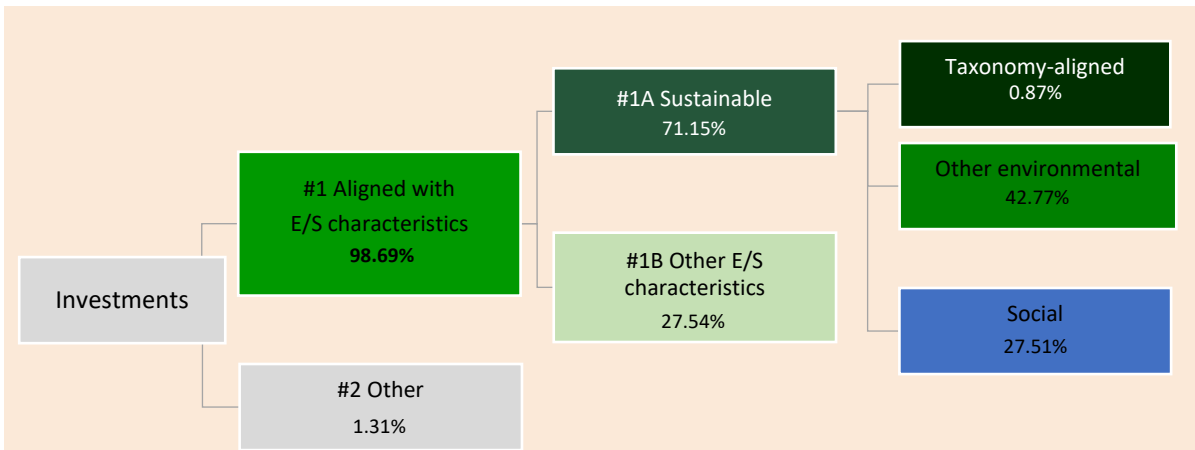 Investments
#1 Aligned with
E/S characteristics
98.69%
#2 Other
1.31%
#1A Sustainable
71.15%
#1B Other E/S
characteristics
27.54%
Taxonomy-aligned
0.87%
Other environmental
42.77%
Social
27.51%